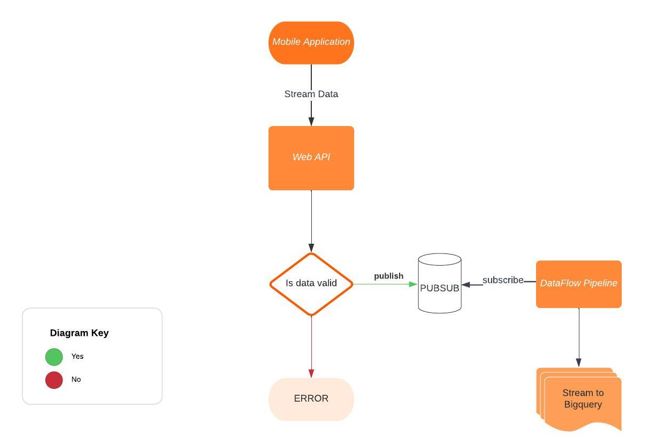 Mobile Application
Stream Data
Web API
Is data valid
publish
PUBSUB
subscribe
DataFlow Pipeline
Diagram Key
Yes
No
ERROR
Stream to
Bigquery